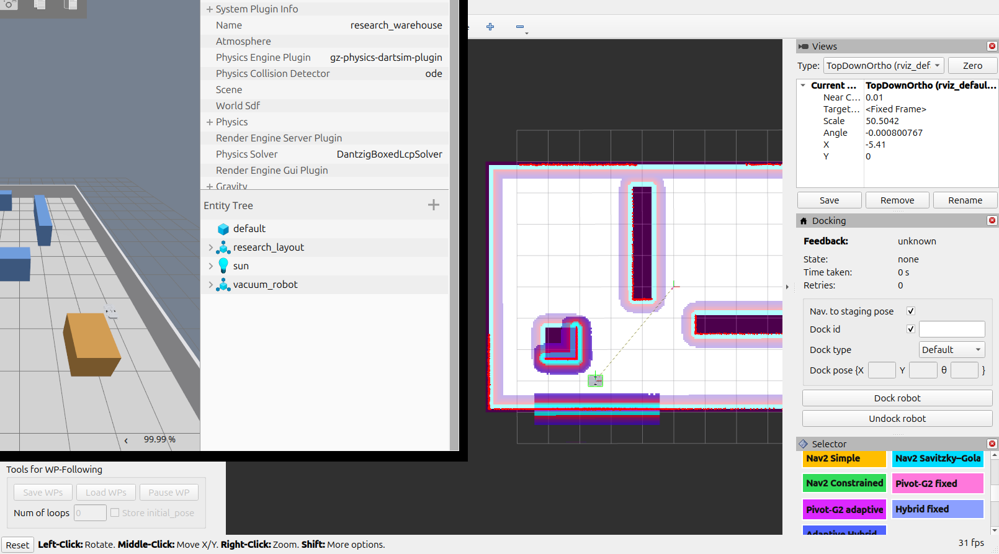 System Plugin Info
Name research_warehouse
Atmosphere
Physics Engine Plugin gz-physics-dartsim-plugin
Physics Collision Detector ode
Scene
World Sdf
Physics
Render Engine Server Plugin
Physics Solver DantzigBoxedLcpSolver
Render Engine Gui Plugin
Gravity
Entity Tree
default
research_layout
sun
vacuum_robot
99.99 %
Views
Type: TopDownOrtho (rviz_def Zero
Current ... TopDownOrtho (rviz_defaul...
Near C... 0.01
Target... <Fixed Frame>
Scale 50.5042
Angle -0.000800767
X -5.41
Y 0
Save Remove Rename
Docking
Feedback: unknown
State: none
Time taken: 0 s
Retries: 0
Nav. to staging pose
Dock id
Dock type Default
Dock pose {X Y θ }
Dock robot
Undock robot
Selector
Nav2 Simple Nav2 Savitzky–Gola
Nav2 Constrained Pivot-G2 fixed
Pivot-G2 adaptive Hybrid fixed
Adaptive Hybrid
Tools for WP-Following
Save WPs Load WPs Pause WP
Num of loops 0 Store initial_pose
Reset Left-Click: Rotate. Middle-Click: Move X/Y. Right-Click: Zoom. Shift: More options. 31 fps